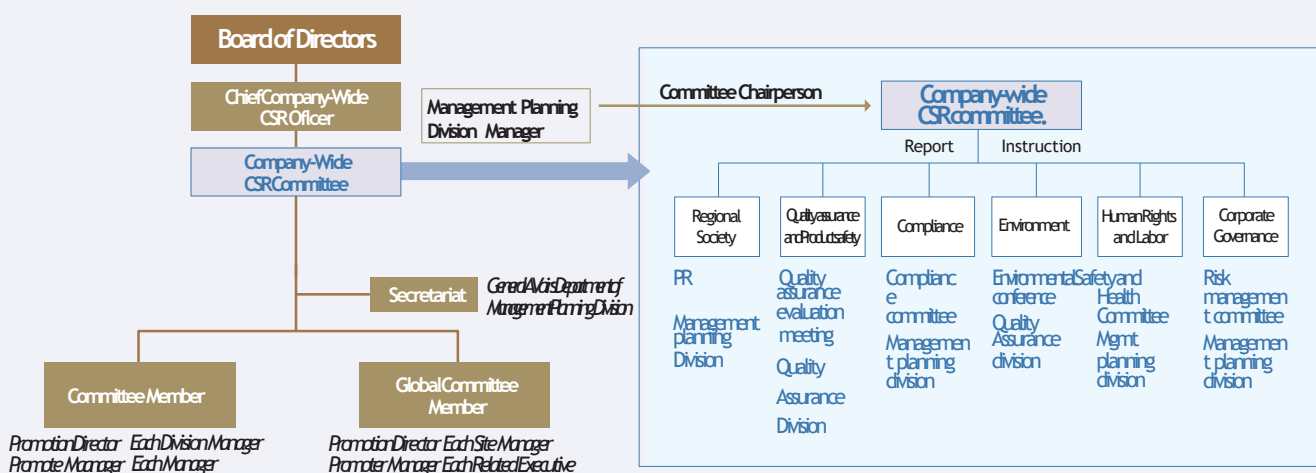 Board of Directors
Chief Company-Wide
CSR Oflcer
Company-Wide
CSR Committee
Management Planning
Division Manager
Committee Chairperson
Company-wide
CSR committee.
Report Instruction
Regional
Society
Quality assurance
and Product safety
Compliance
Environment
Human Rights
and Labor
Corporate
Governance
PR
Management
planning
Division
Quality
assurance
evaluation
meeting
Quality
Assurance
Division
Complianc
e
committee
Managemen
t planning
division
Environmental
conference
Quality
Assurance
division
Safety and
Health
Committee
Mgmt.
planning
division
Risk
managemen
t committee
Managemen
t planning
division
Secretariat
General AVairs Department of
Management Planning Division
Committee Member
Global Committee
Member
Promotion Director Each Division Manager
Promote Maanager Each Manager
Promotion Director Each Site Manager
Promoter Manager Each Related Executive